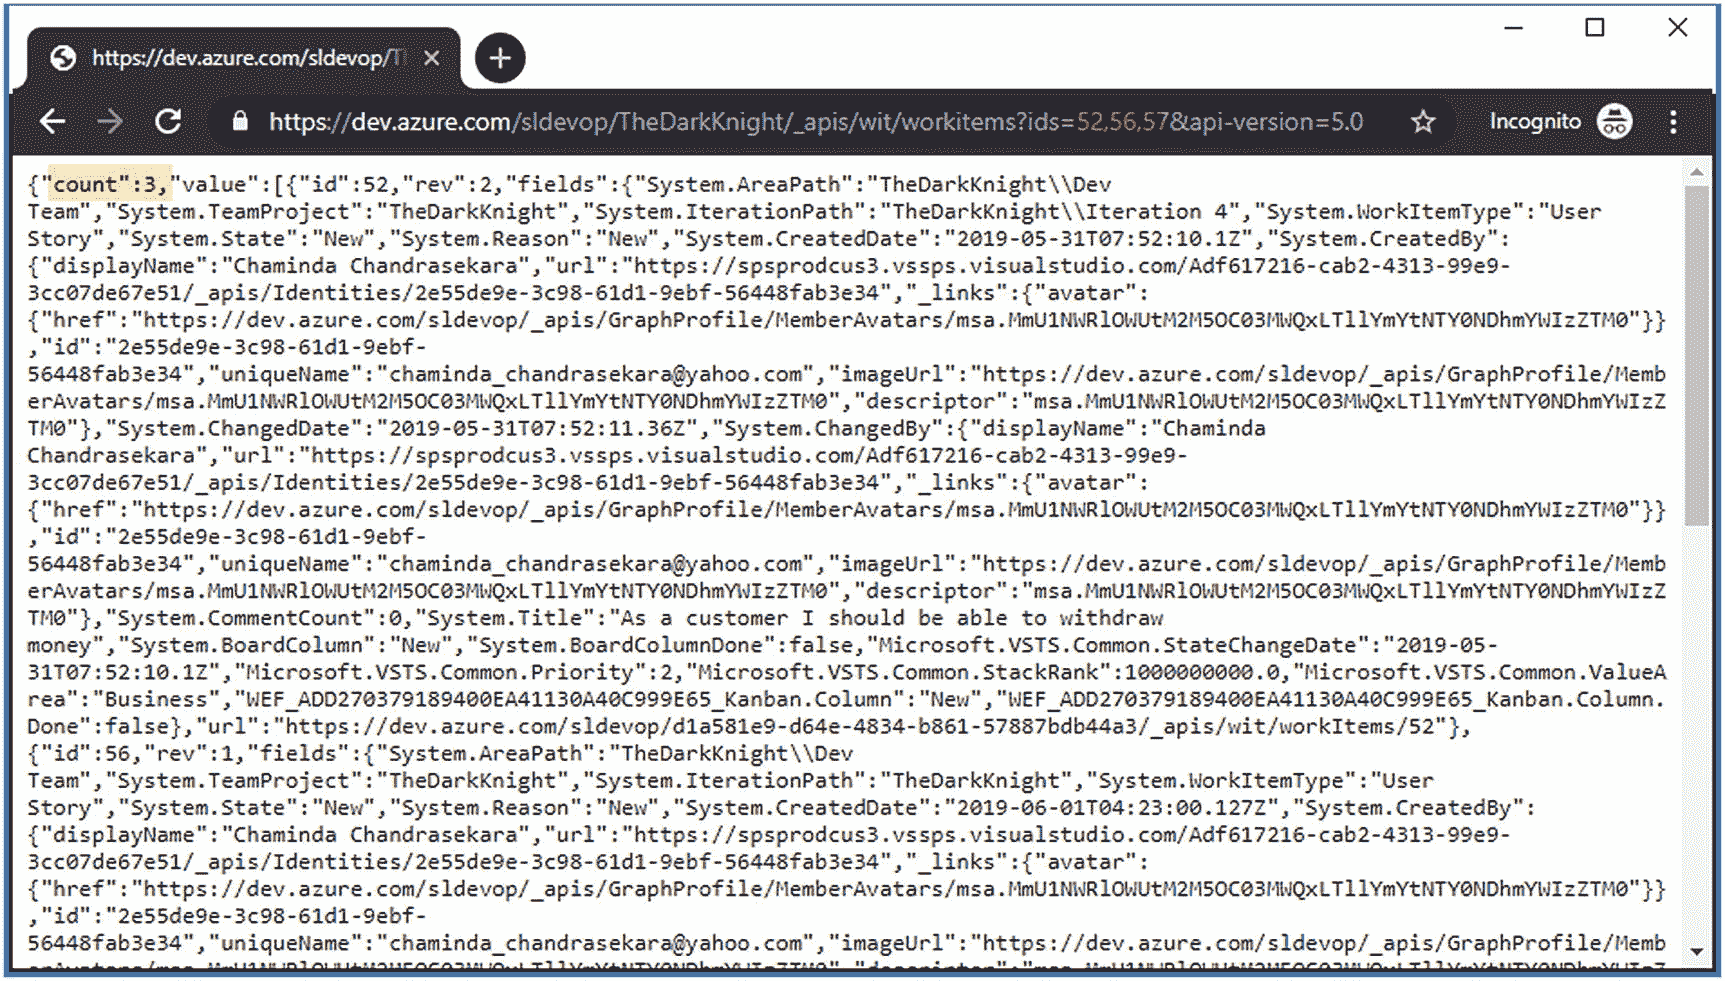 https://dev.azure.com/sldevop/T
https://dev.azure.com/sldevop/TheDarkKnight/_apis/wit/workitems?ids=52,56,57&api-version=5.0
Incognito
{"count":3,"value":[{"id":52,"rev":2,"fields":{"System.AreaPath":"TheDarkKnight\\Dev
Team","System.TeamProject":"TheDarkKnight","System.IterationPath":"TheDarkKnight\\Iteration 4","System.WorkItemType":"User
Story","System.State":"New","System.Reason":"New","System.CreatedDate":"2019-05-31T07:52:10.1Z","System.CreatedBy":
{"displayName":"Chaminda Chandrasekara","url":"https://spsprodcus3.vssps.visualstudio.com/Adf617216-cab2-4313-99e9-
3cc07de67e51/_apis/Identities/2e55de9e-3c98-61d1-9ebf-56448fab3e34","_links":{"avatar":
{"href":"https://dev.azure.com/sldevop/_apis/GraphProfile/MemberAvatars/msa.MmU1NWRlOWUtM2M5OC03MWQxLTllYmYtNTY0NDhmYWIzZTM0"}}
,"id":"2e55de9e-3c98-61d1-9ebf-
56448fab3e34","uniqueName":"chaminda_chandrasekara@yahoo.com","imageUrl":"https://dev.azure.com/sldevop/_apis/GraphProfile/Memb
erAvatars/msa.MmU1NWRlOWUtM2M5OC03MWQxLTllYmYtNTY0NDhmYWIzZTM0","descriptor":"msa.MmU1NWRlOWUtM2M5OC03MWQxLTllYmYtNTY0NDhmYWIzZ
TM0"},"System.ChangedDate":"2019-05-31T07:52:11.36Z","System.ChangedBy":{"displayName":"Chaminda
Chandrasekara","url":"https://spsprodcus3.vssps.visualstudio.com/Adf617216-cab2-4313-99e9-
3cc07de67e51/_apis/Identities/2e55de9e-3c98-61d1-9ebf-56448fab3e34","_links":{"avatar":
{"href":"https://dev.azure.com/sldevop/_apis/GraphProfile/MemberAvatars/msa.MmU1NWRlOWUtM2M5OC03MWQxLTllYmYtNTY0NDhmYWIzZTM0"}}
,"id":"2e55de9e-3c98-61d1-9ebf-
56448fab3e34","uniqueName":"chaminda_chandrasekara@yahoo.com","imageUrl":"https://dev.azure.com/sldevop/_apis/GraphProfile/Memb
erAvatars/msa.MmU1NWRlOWUtM2M5OC03MWQxLTllYmYtNTY0NDhmYWIzZTM0","descriptor":"msa.MmU1NWRlOWUtM2M5OC03MWQxLTllYmYtNTY0NDhmYWIzZ
TM0"},"System.CommentCount":0,"System.Title":"As a customer I should be able to withdraw
money","System.BoardColumn":"New","System.BoardColumnDone":false,"Microsoft.VSTS.Common.StateChangeDate":"2019-05-
31T07:52:10.1Z","Microsoft.VSTS.Common.Priority":2,"Microsoft.VSTS.Common.StackRank":1000000000.0,"Microsoft.VSTS.Common.ValueA
rea":"Business","WEF_ADD270379189400EA41130A40C999E65_Kanban.Column":"New","WEF_ADD270379189400EA41130A40C999E65_Kanban.Column.
Done":false},"url":"https://dev.azure.com/sldevop/d1a581e9-d64e-4834-b861-57887bdb44a3/_apis/wit/workItems/52"},
{"id":56,"rev":1,"fields":{"System.AreaPath":"TheDarkKnight\\Dev
Team","System.TeamProject":"TheDarkKnight","System.IterationPath":"TheDarkKnight","System.WorkItemType":"User
Story","System.State":"New","System.Reason":"New","System.CreatedDate":"2019-06-01T04:23:00.127Z","System.CreatedBy":
{"displayName":"Chaminda Chandrasekara","url":"https://spsprodcus3.vssps.visualstudio.com/Adf617216-cab2-4313-99e9-
3cc07de67e51/_apis/Identities/2e55de9e-3c98-61d1-9ebf-56448fab3e34","_links":{"avatar":
{"href":"https://dev.azure.com/sldevop/_apis/GraphProfile/MemberAvatars/msa.MmU1NWRlOWUtM2M5OC03MWQxLTllYmYtNTY0NDhmYWIzZTM0"}}
,"id":"2e55de9e-3c98-61d1-9ebf-
56448fab3e34","uniqueName":"chaminda_chandrasekara@yahoo.com","imageUrl":"https://dev.azure.com/sldevop/_apis/GraphProfile/Memb